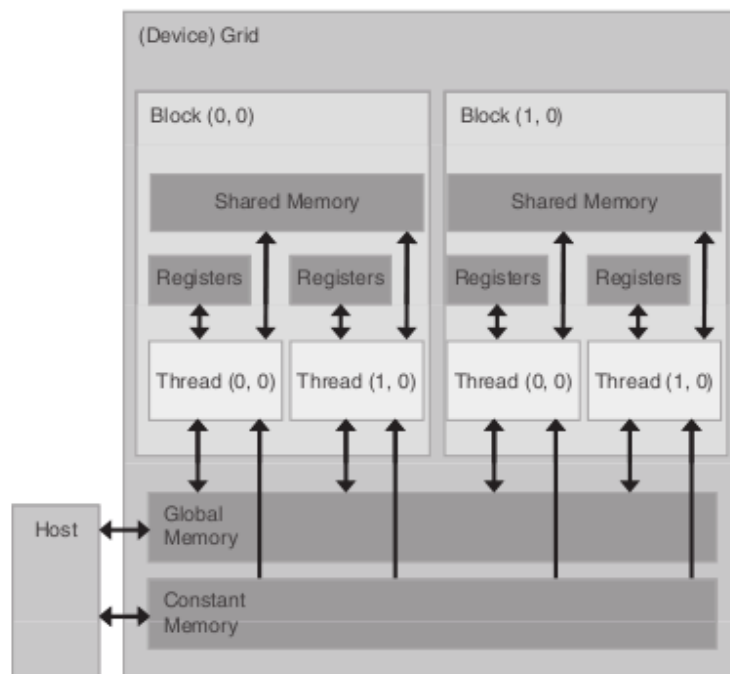 (Device) Grid
Block (0, 0)
Block (1, 0)
Shared Memory
Shared Memory
Registers
Registers
Registers
Registers
Thread (0, 0)
Thread (1, 0)
Thread (0, 0)
Thread (1, 0)
Host
Global
Memory
Constant
Memory